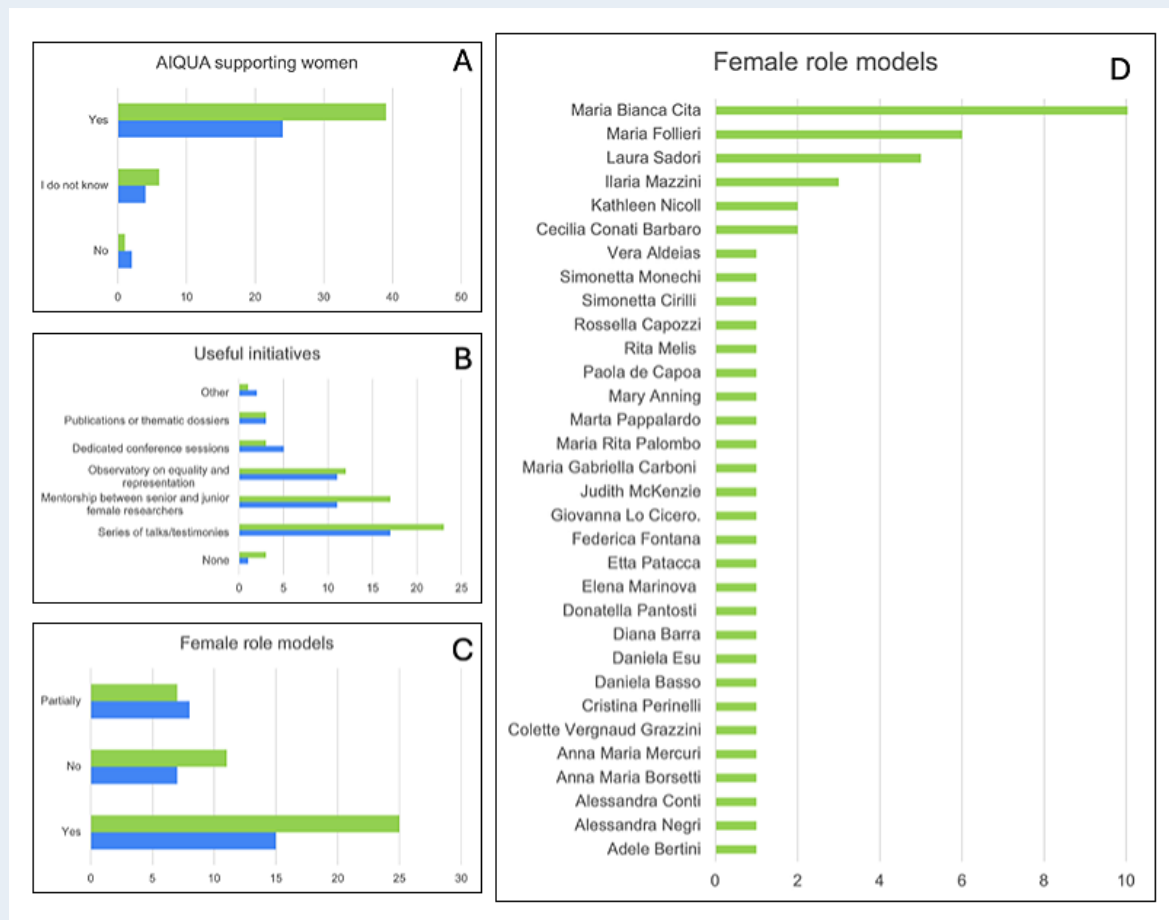 AIQUA supporting women
A
Yes
I do not know
No
0 10 20 30 40 50
Useful initiatives
B
Other
Publications or thematic dossiers
Dedicated conference sessions
Observatory on equality and
representation
Mentorship between senior and junior
female researchers
Series of talks/testimonies
None
0 5 10 15 20 25
Female role models
C
Partially
No
Yes
0 5 10 15 20 25 30
Female role models
D
Maria Bianca Cita
Maria Follieri
Laura Sadori
Ilaria Mazzini
Kathleen Nicoll
Cecilia Conati Barbaro
Vera Aldeias
Simonetta Monechi
Simonetta Cirilli
Rossella Capozzi
Rita Melis
Paola de Capoa
Mary Anning
Marta Pappalardo
Maria Rita Palombo
Maria Gabriella Carboni
Judith McKenzie
Giovanna Lo Cicero.
Federica Fontana
Etta Patacca
Elena Marinova
Donatella Pantosti
Diana Barra
Daniela Esu
Daniela Basso
Cristina Perinelli
Colette Vergnaud Grazzini
Anna Maria Mercuri
Anna Maria Borsetti
Alessandra Conti
Alessandra Negri
Adele Bertini
0 2 4 6 8 10